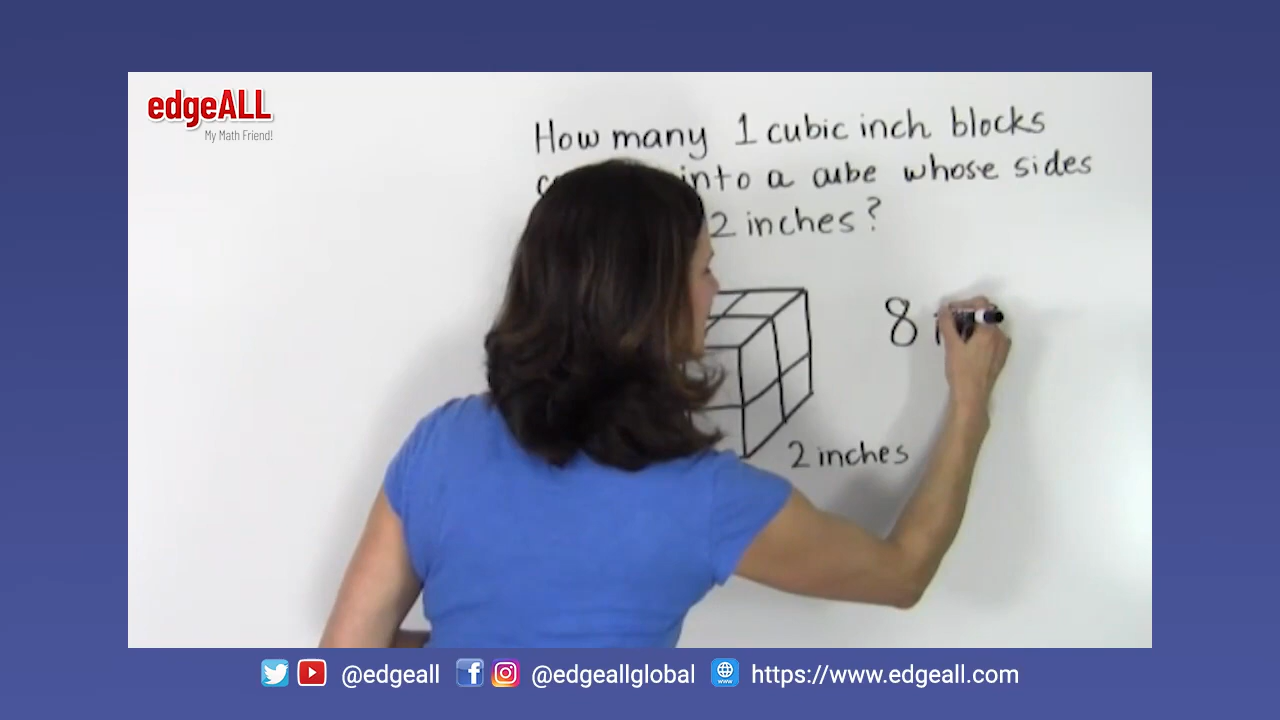 edgeALL
My Math Friend!
How many 1 cubic inch blocks
into a cube whose sides
2 inches?
8
2 inches
@edgeall @edgeallglobal https://www.edgeall.com